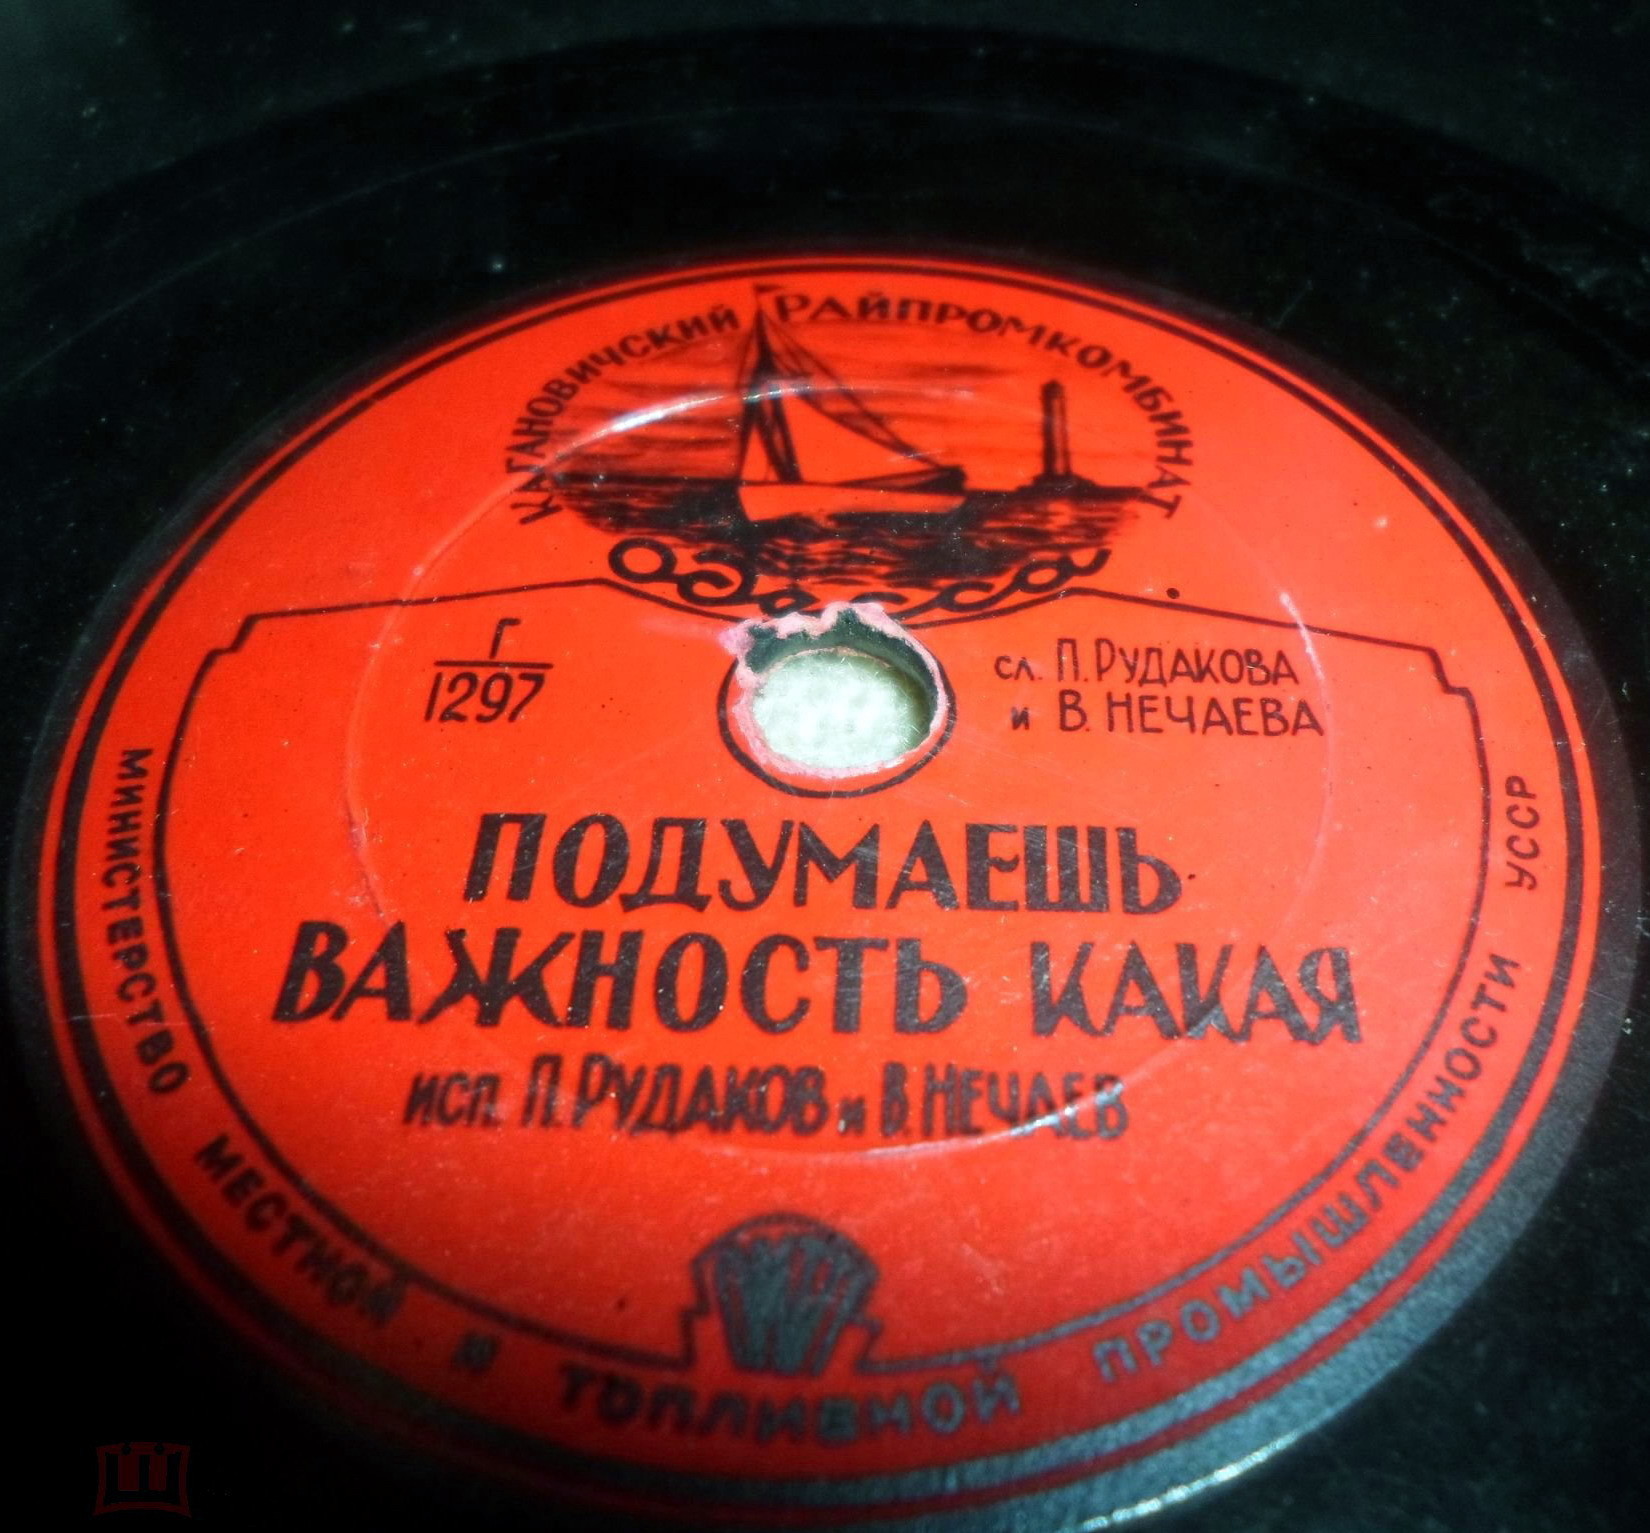 КАГАНОВИЧСКИЙ РАЙПРОМКОМБИНАТ
одесса
Г
1297
сл. П. РУДАКОВА
и В. НЕЧАЕВА
ПОДУМАЕШЬ
ВАЖНОСТЬ КАКАЯ
исп. П. РУДАКОВ и В. НЕЧАЕВ
МИНИСТЕРСТВО МЕСТНОЙ И ТОПЛИВНОЙ ПРОМЫШЛЕННОСТИ УССР